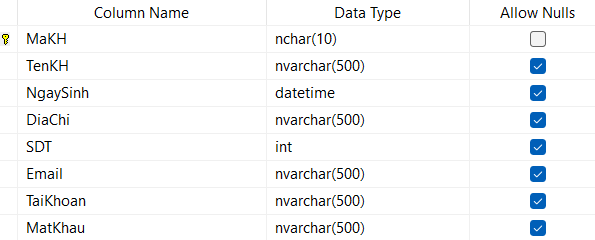 Column Name Data Type Allow Nulls
MaKH nchar(10)
TenKH nvarchar(500)
NgaySinh datetime
DiaChi nvarchar(500)
SDT int
Email nvarchar(500)
TaiKhoan nvarchar(500)
MatKhau nvarchar(500)